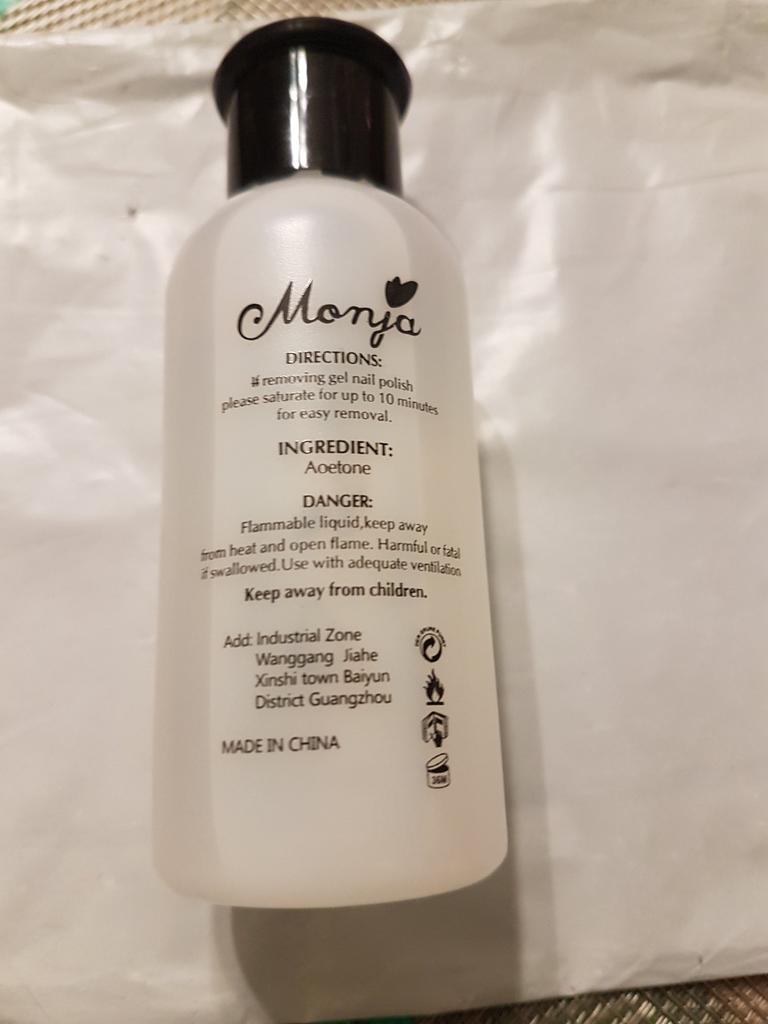 Monja
DIRECTIONS:
If removing gel nail polish
please saturate for up to 10 minutes
for easy removal.
INGREDIENT:
Aoetone
DANGER:
Flammable liquid,keep away
from heat and open flame. Harmful or fatal
if swallowed.Use with adequate ventilation
Keep away from children.
Add: Industrial Zone
Wanggang Jiahe
Xinshi town Baiyun
District Guangzhou
MADE IN CHINA
36M